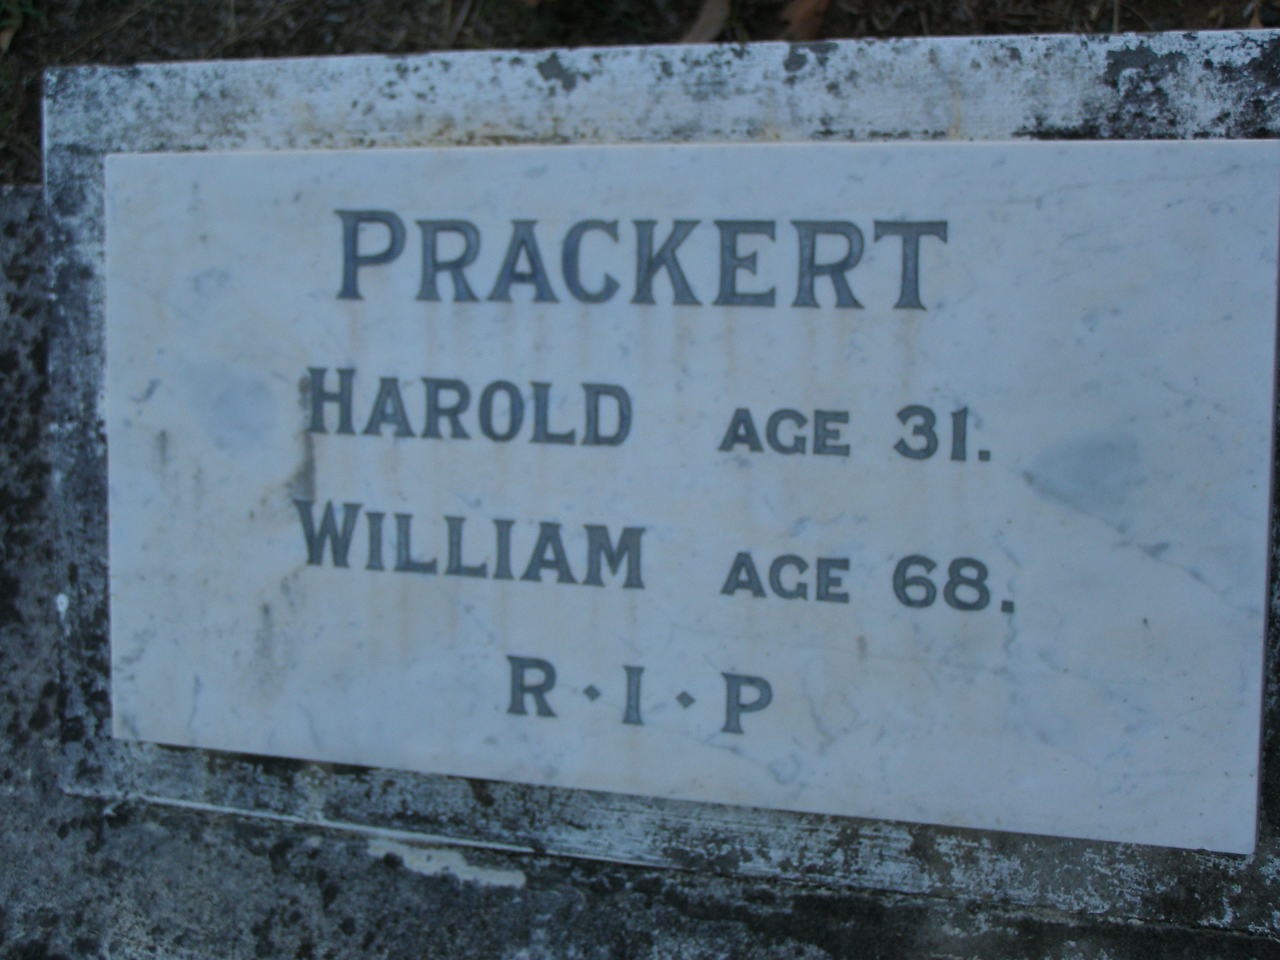 PRACKERT
HAROLD AGE 31.
WILLIAM AGE 68.
R·I·P